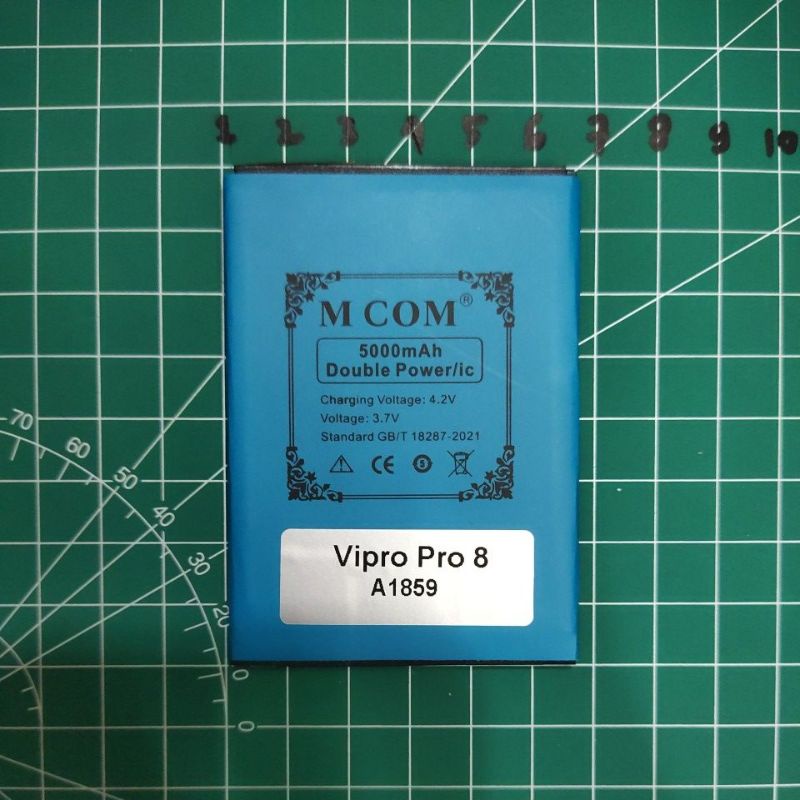 1 2 3 4 5 6 7 8 9 10
M COM®
5000mAh
Double Power/ic
Charging Voltage: 4.2V
Voltage: 3.7V
Standard GB/T 18287-2021
CE 5
Vipro Pro 8
A1859
70
60
50
40
30
20
10
0